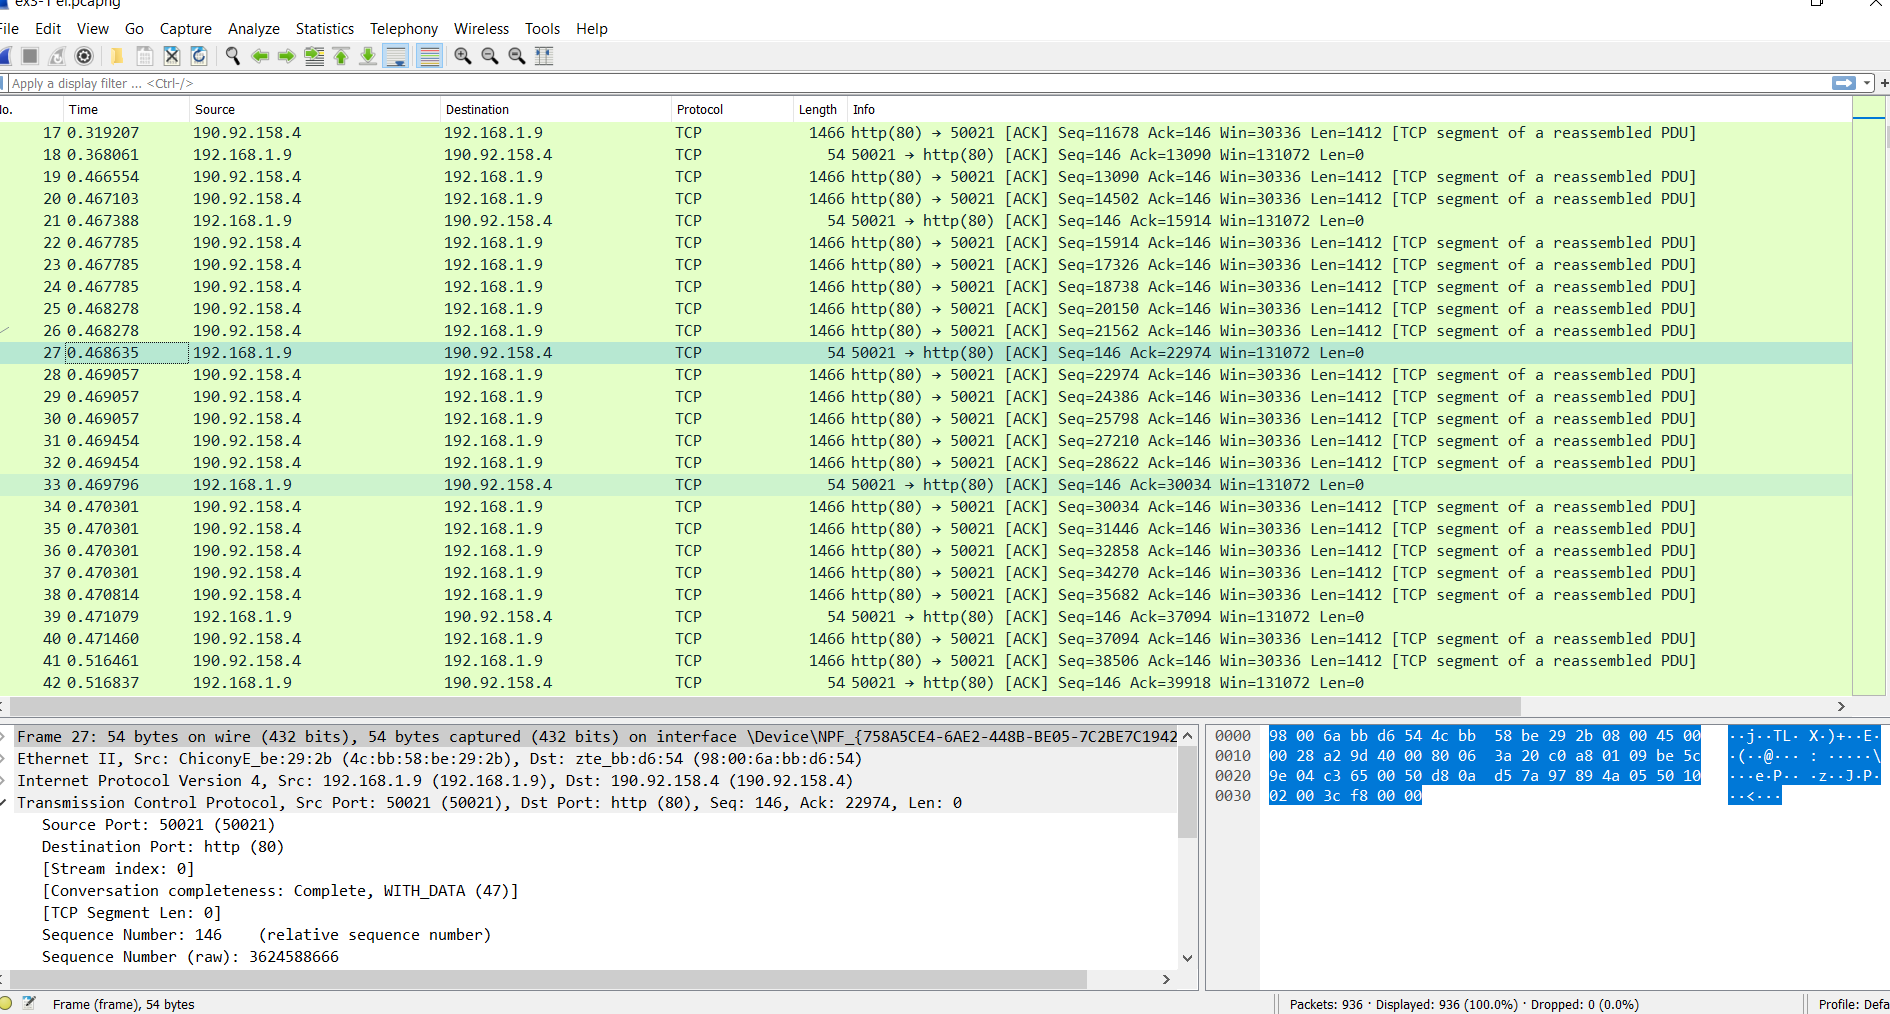 ex3-1 el.pcapng
File Edit View Go Capture Analyze Statistics Telephony Wireless Tools Help
Apply a display filter ... <Ctrl-/>
No. Time Source Destination Protocol Length Info
17 0.319207 190.92.158.4 192.168.1.9 TCP 1466 http(80) → 50021 [ACK] Seq=11678 Ack=146 Win=30336 Len=1412 [TCP segment of a reassembled PDU]
18 0.368061 192.168.1.9 190.92.158.4 TCP 54 50021 → http(80) [ACK] Seq=146 Ack=13090 Win=131072 Len=0
19 0.466554 190.92.158.4 192.168.1.9 TCP 1466 http(80) → 50021 [ACK] Seq=13090 Ack=146 Win=30336 Len=1412 [TCP segment of a reassembled PDU]
20 0.467103 190.92.158.4 192.168.1.9 TCP 1466 http(80) → 50021 [ACK] Seq=14502 Ack=146 Win=30336 Len=1412 [TCP segment of a reassembled PDU]
21 0.467388 192.168.1.9 190.92.158.4 TCP 54 50021 → http(80) [ACK] Seq=146 Ack=15914 Win=131072 Len=0
22 0.467785 190.92.158.4 192.168.1.9 TCP 1466 http(80) → 50021 [ACK] Seq=15914 Ack=146 Win=30336 Len=1412 [TCP segment of a reassembled PDU]
23 0.467785 190.92.158.4 192.168.1.9 TCP 1466 http(80) → 50021 [ACK] Seq=17326 Ack=146 Win=30336 Len=1412 [TCP segment of a reassembled PDU]
24 0.467785 190.92.158.4 192.168.1.9 TCP 1466 http(80) → 50021 [ACK] Seq=18738 Ack=146 Win=30336 Len=1412 [TCP segment of a reassembled PDU]
25 0.468278 190.92.158.4 192.168.1.9 TCP 1466 http(80) → 50021 [ACK] Seq=20150 Ack=146 Win=30336 Len=1412 [TCP segment of a reassembled PDU]
26 0.468278 190.92.158.4 192.168.1.9 TCP 1466 http(80) → 50021 [ACK] Seq=21562 Ack=146 Win=30336 Len=1412 [TCP segment of a reassembled PDU]
27 0.468635 192.168.1.9 190.92.158.4 TCP 54 50021 → http(80) [ACK] Seq=146 Ack=22974 Win=131072 Len=0
28 0.469057 190.92.158.4 192.168.1.9 TCP 1466 http(80) → 50021 [ACK] Seq=22974 Ack=146 Win=30336 Len=1412 [TCP segment of a reassembled PDU]
29 0.469057 190.92.158.4 192.168.1.9 TCP 1466 http(80) → 50021 [ACK] Seq=24386 Ack=146 Win=30336 Len=1412 [TCP segment of a reassembled PDU]
30 0.469057 190.92.158.4 192.168.1.9 TCP 1466 http(80) → 50021 [ACK] Seq=25798 Ack=146 Win=30336 Len=1412 [TCP segment of a reassembled PDU]
31 0.469454 190.92.158.4 192.168.1.9 TCP 1466 http(80) → 50021 [ACK] Seq=27210 Ack=146 Win=30336 Len=1412 [TCP segment of a reassembled PDU]
32 0.469454 190.92.158.4 192.168.1.9 TCP 1466 http(80) → 50021 [ACK] Seq=28622 Ack=146 Win=30336 Len=1412 [TCP segment of a reassembled PDU]
33 0.469796 192.168.1.9 190.92.158.4 TCP 54 50021 → http(80) [ACK] Seq=146 Ack=30034 Win=131072 Len=0
34 0.470301 190.92.158.4 192.168.1.9 TCP 1466 http(80) → 50021 [ACK] Seq=30034 Ack=146 Win=30336 Len=1412 [TCP segment of a reassembled PDU]
35 0.470301 190.92.158.4 192.168.1.9 TCP 1466 http(80) → 50021 [ACK] Seq=31446 Ack=146 Win=30336 Len=1412 [TCP segment of a reassembled PDU]
36 0.470301 190.92.158.4 192.168.1.9 TCP 1466 http(80) → 50021 [ACK] Seq=32858 Ack=146 Win=30336 Len=1412 [TCP segment of a reassembled PDU]
37 0.470301 190.92.158.4 192.168.1.9 TCP 1466 http(80) → 50021 [ACK] Seq=34270 Ack=146 Win=30336 Len=1412 [TCP segment of a reassembled PDU]
38 0.470814 190.92.158.4 192.168.1.9 TCP 1466 http(80) → 50021 [ACK] Seq=35682 Ack=146 Win=30336 Len=1412 [TCP segment of a reassembled PDU]
39 0.471079 192.168.1.9 190.92.158.4 TCP 54 50021 → http(80) [ACK] Seq=146 Ack=37094 Win=131072 Len=0
40 0.471460 190.92.158.4 192.168.1.9 TCP 1466 http(80) → 50021 [ACK] Seq=37094 Ack=146 Win=30336 Len=1412 [TCP segment of a reassembled PDU]
41 0.516461 190.92.158.4 192.168.1.9 TCP 1466 http(80) → 50021 [ACK] Seq=38506 Ack=146 Win=30336 Len=1412 [TCP segment of a reassembled PDU]
42 0.516837 192.168.1.9 190.92.158.4 TCP 54 50021 → http(80) [ACK] Seq=146 Ack=39918 Win=131072 Len=0
Frame 27: 54 bytes on wire (432 bits), 54 bytes captured (432 bits) on interface \Device\NPF_{758A5CE4-6AE2-448B-BE05-7C2BE7C1942
Ethernet II, Src: ChiconyE_be:29:2b (4c:bb:58:be:29:2b), Dst: zte_bb:d6:54 (98:00:6a:bb:d6:54)
Internet Protocol Version 4, Src: 192.168.1.9 (192.168.1.9), Dst: 190.92.158.4 (190.92.158.4)
Transmission Control Protocol, Src Port: 50021 (50021), Dst Port: http (80), Seq: 146, Ack: 22974, Len: 0
Source Port: 50021 (50021)
Destination Port: http (80)
[Stream index: 0]
[Conversation completeness: Complete, WITH_DATA (47)]
[TCP Segment Len: 0]
Sequence Number: 146 (relative sequence number)
Sequence Number (raw): 3624588666
0000 98 00 6a bb d6 54 4c bb 58 be 29 2b 08 00 45 00 ··j··TL· X·)+··E·
0010 00 28 a2 9d 40 00 80 06 3a 20 c0 a8 01 09 be 5c ·(··@··· : ·····\
0020 9e 04 c3 65 00 50 d8 0a d5 7a 97 89 4a 05 50 10 ···e·P·· ·z··J·P·
0030 02 00 3c f8 00 00 ··<···
Frame (frame), 54 bytes
Packets: 936 · Displayed: 936 (100.0%) · Dropped: 0 (0.0%)
Profile: Defa